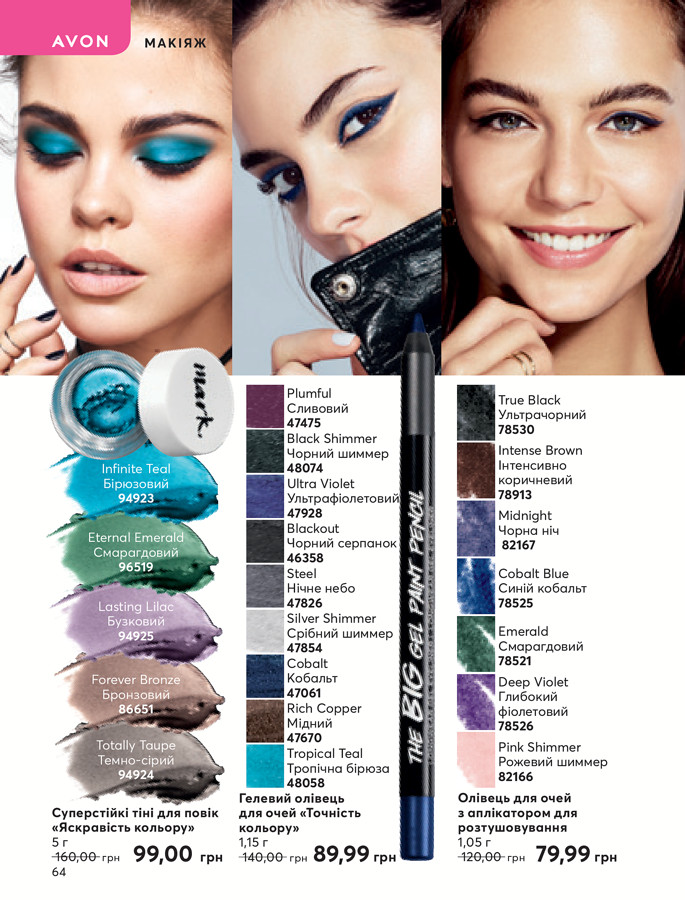 AVON
МАКІЯЖ
mark.
Infinite Teal
Бірюзовий
94923
Eternal Emerald
Смарагдовий
96519
Lasting Lilac
Бузковий
94925
Forever Bronze
Бронзовий
86651
Totally Taupe
Темно-сірий
94924
Суперстійкі тіні для повік
«Яскравість кольору»
5 г
160,00 грн 99,00 грн
Plumful
Сливовий
47475
Black Shimmer
Чорний шиммер
48074
Ultra Violet
Ультрафіолетовий
47928
Blackout
Чорний серпанок
46358
Steel
Нічне небо
47826
Silver Shimmer
Срібний шиммер
47854
Cobalt
Кобальт
47061
Rich Copper
Мідний
47670
Tropical Teal
Тропічна бірюза
48058
Гелевий олівець
для очей «Точність
кольору»
1,15 г
140,00 грн 89,99 грн
THE BIG GEL PAINT PENCIL
True Black
Ультрачорний
78530
Intense Brown
Інтенсивно
коричневий
78913
Midnight
Чорна ніч
82167
Cobalt Blue
Синій кобальт
78525
Emerald
Смарагдовий
78521
Deep Violet
Глибокий
фіолетовий
78526
Pink Shimmer
Рожевий шиммер
82166
Олівець для очей
з аплікатором для
розтушовування
1,05 г
120,00 грн 79,99 грн
64